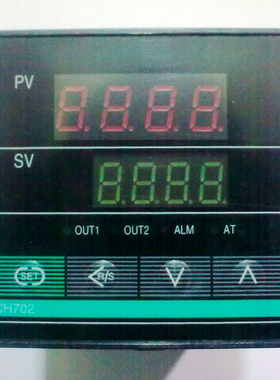 PV
8.8.8.8
SV
8.8.8.8
OUT1 OUT2 ALM AT
SET <R/S ∨ ∧
CH702